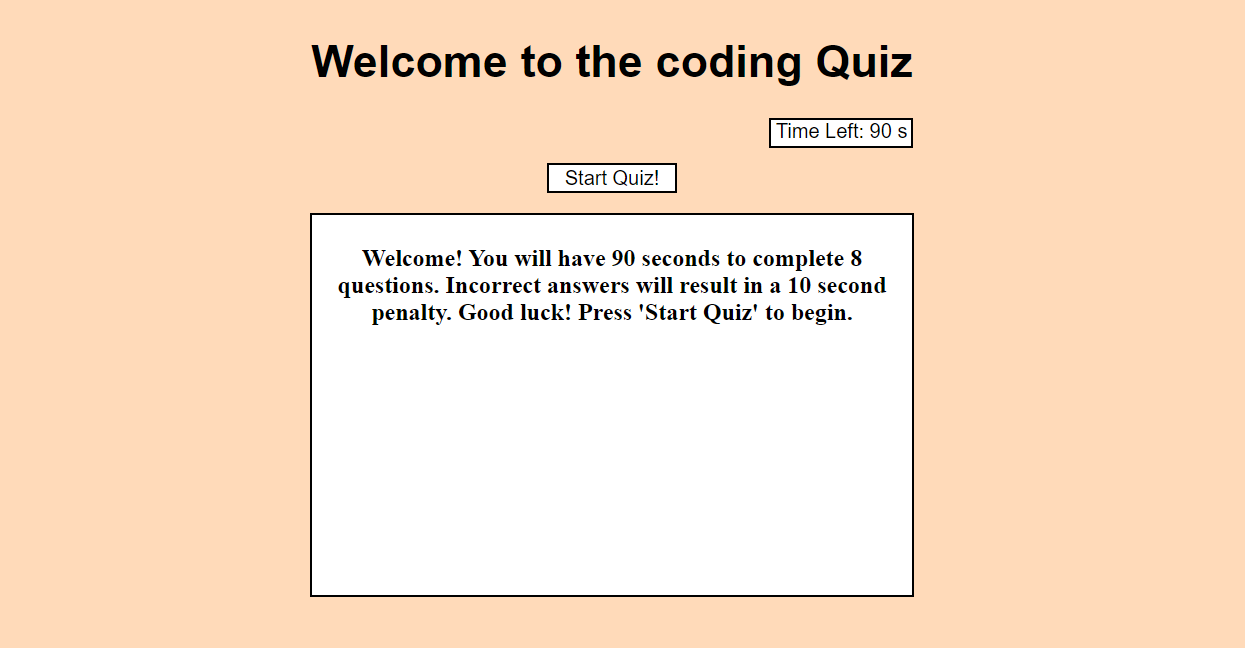 Welcome to the coding Quiz
Time Left: 90 s
Start Quiz!
Welcome! You will have 90 seconds to complete 8
questions. Incorrect answers will result in a 10 second
penalty. Good luck! Press 'Start Quiz' to begin.